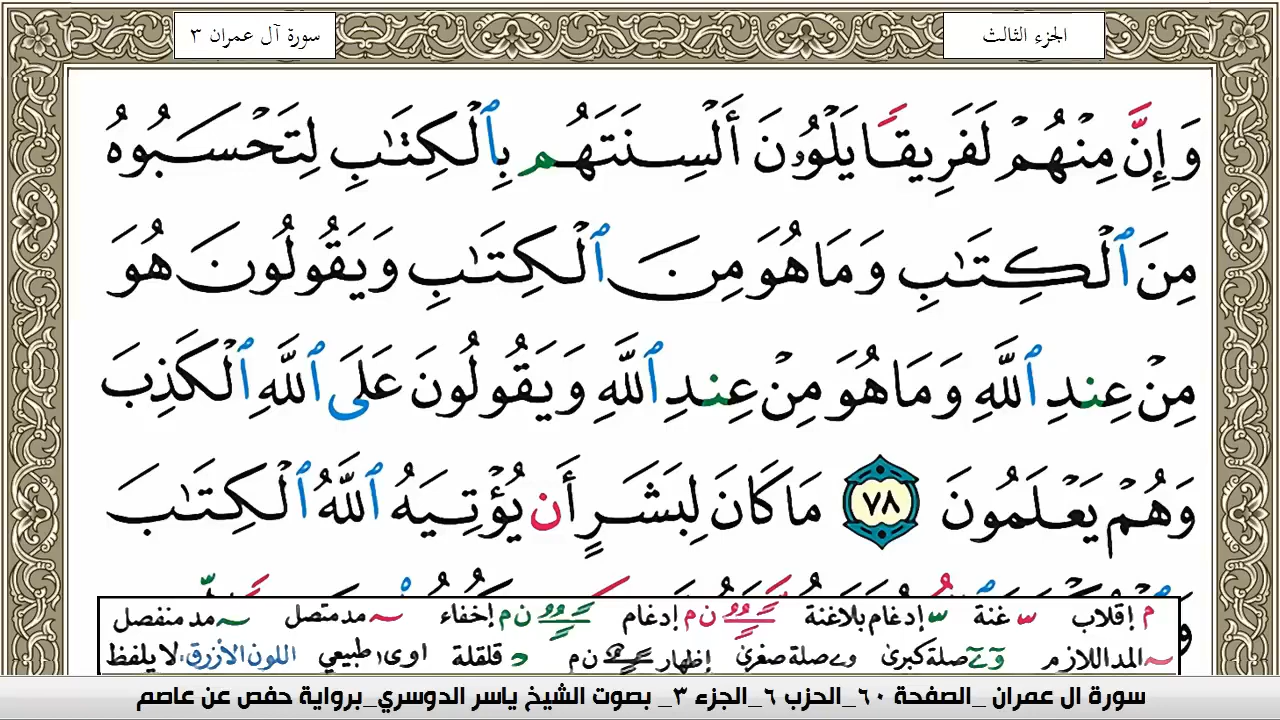 الجزء الثالث
سورة آل عمران ٣
وَإِنَّ مِنْهُمْ لَفَرِيقًا يَلْوُۥنَ أَلْسِنَتَهُم بِٱلْكِتَٰبِ لِتَحْسَبُوهُ
مِنَ ٱلْكِتَٰبِ وَمَا هُوَ مِنَ ٱلْكِتَٰبِ وَيَقُولُونَ هُوَ
مِنْ عِندِ ٱللَّهِ وَمَا هُوَ مِنْ عِندِ ٱللَّهِ وَيَقُولُونَ عَلَى ٱللَّهِ ٱلْكَذِبَ
وَهُمْ يَعْلَمُونَ ٧٨ مَا كَانَ لِبَشَرٍ أَن يُؤْتِيَهُ ٱللَّهُ ٱلْكِتَٰبَ
م إقلاب س غنة س إدغام بلاغنة ن م إدغام ن م إخفاء مد متصل مد منفصل
المد اللازم صلة كبرى صلة صغرى إظهار ن م د قلقلة اوى طبيعي اللون الأزرق: لا يلفظ
سورة ال عمران _الصفحة ٦٠_الحزب ٦_الجزء ٣_ بصوت الشيخ ياسر الدوسري_برواية حفص عن عاصم